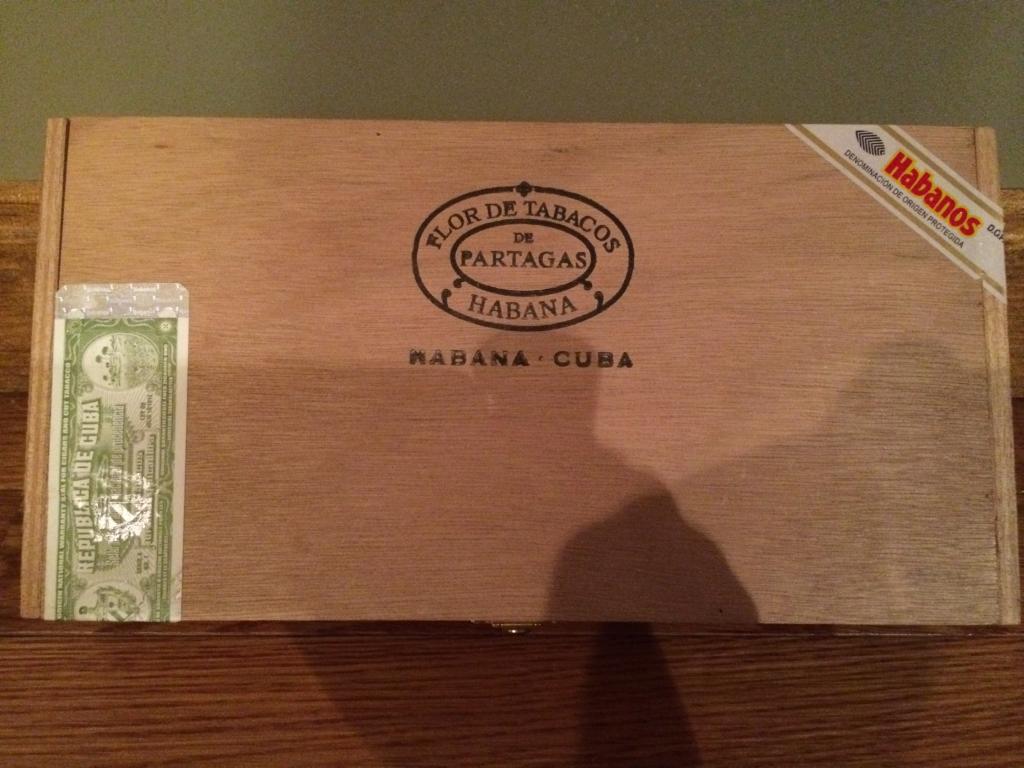 FLOR DE TABACOS
DE
PARTAGAS
HABANA
HABANA · CUBA
Habanos
DENOMINACIÓN DE ORIGEN PROTEGIDA
REPUBLICA DE CUBA